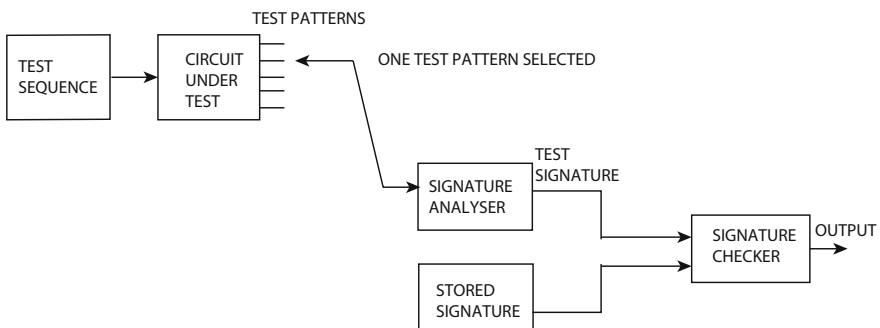 TEST PATTERNS
TEST
SEQUENCE
CIRCUIT
UNDER
TEST
ONE TEST PATTERN SELECTED
SIGNATURE
ANALYSER
TEST
SIGNATURE
SIGNATURE
CHECKER
OUTPUT
STORED
SIGNATURE